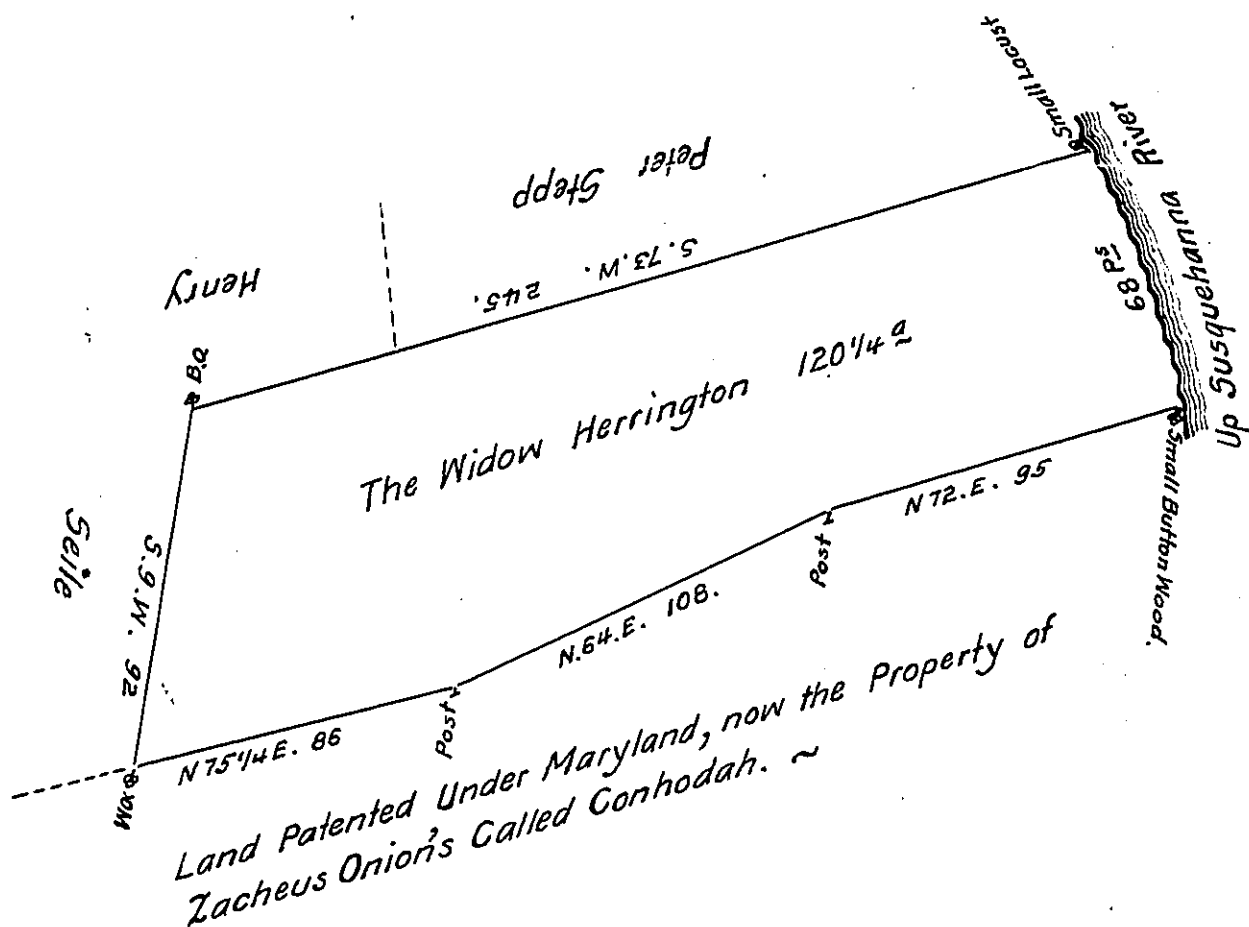 Small Locust
Up Susquehanna River
68 Ps
Peter Stepp
S. 73. W. 245.
Henry
Seile
B.O.
The Widow Herrington 120 1/4 a
S. 9. W. 92
N 72. E. 95
Small Button Wood.
Post
N. 64. E. 108.
Post
N 75 1/4 E. 86
W.O.
Land Patented Under Maryland, now the Property of
Zacheus Onion's Called Conhodah. ~